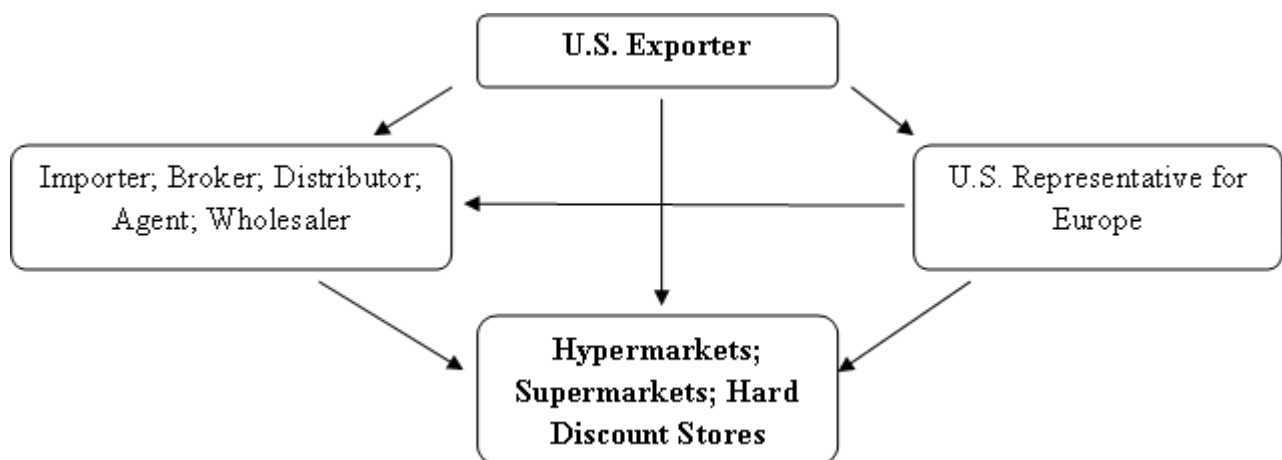 U.S. Exporter
Importer; Broker; Distributor;
Agent; Wholesaler
U.S. Representative for
Europe
Hypermarkets;
Supermarkets; Hard
Discount Stores